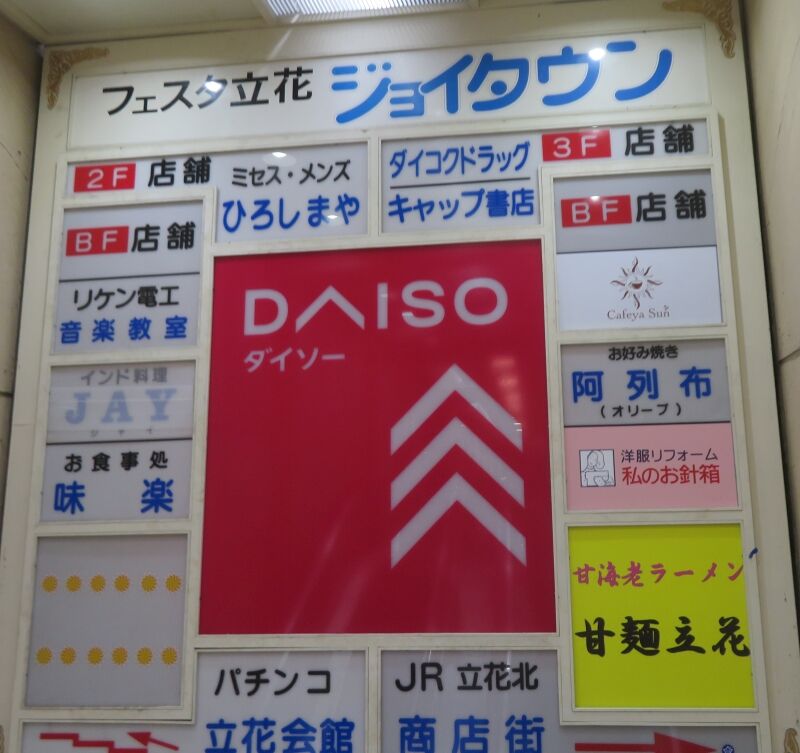 フェスタ立花 ジョイタウン
2F 店舗
ミセス・メンズ
ひろしまや
ダイコクドラッグ
キャップ書店
3F 店舗
BF 店舗
リケン電工
音楽教室
インド料理
JAY
ジャイ
お食事処
味楽
DAISO
ダイソー
BF 店舗
Cafeya Sun
お好み焼き
阿列布
(オリーブ)
洋服リフォーム
私のお針箱
甘海老ラーメン
甘麺立花
パチンコ
立花会館
JR 立花北
商店街